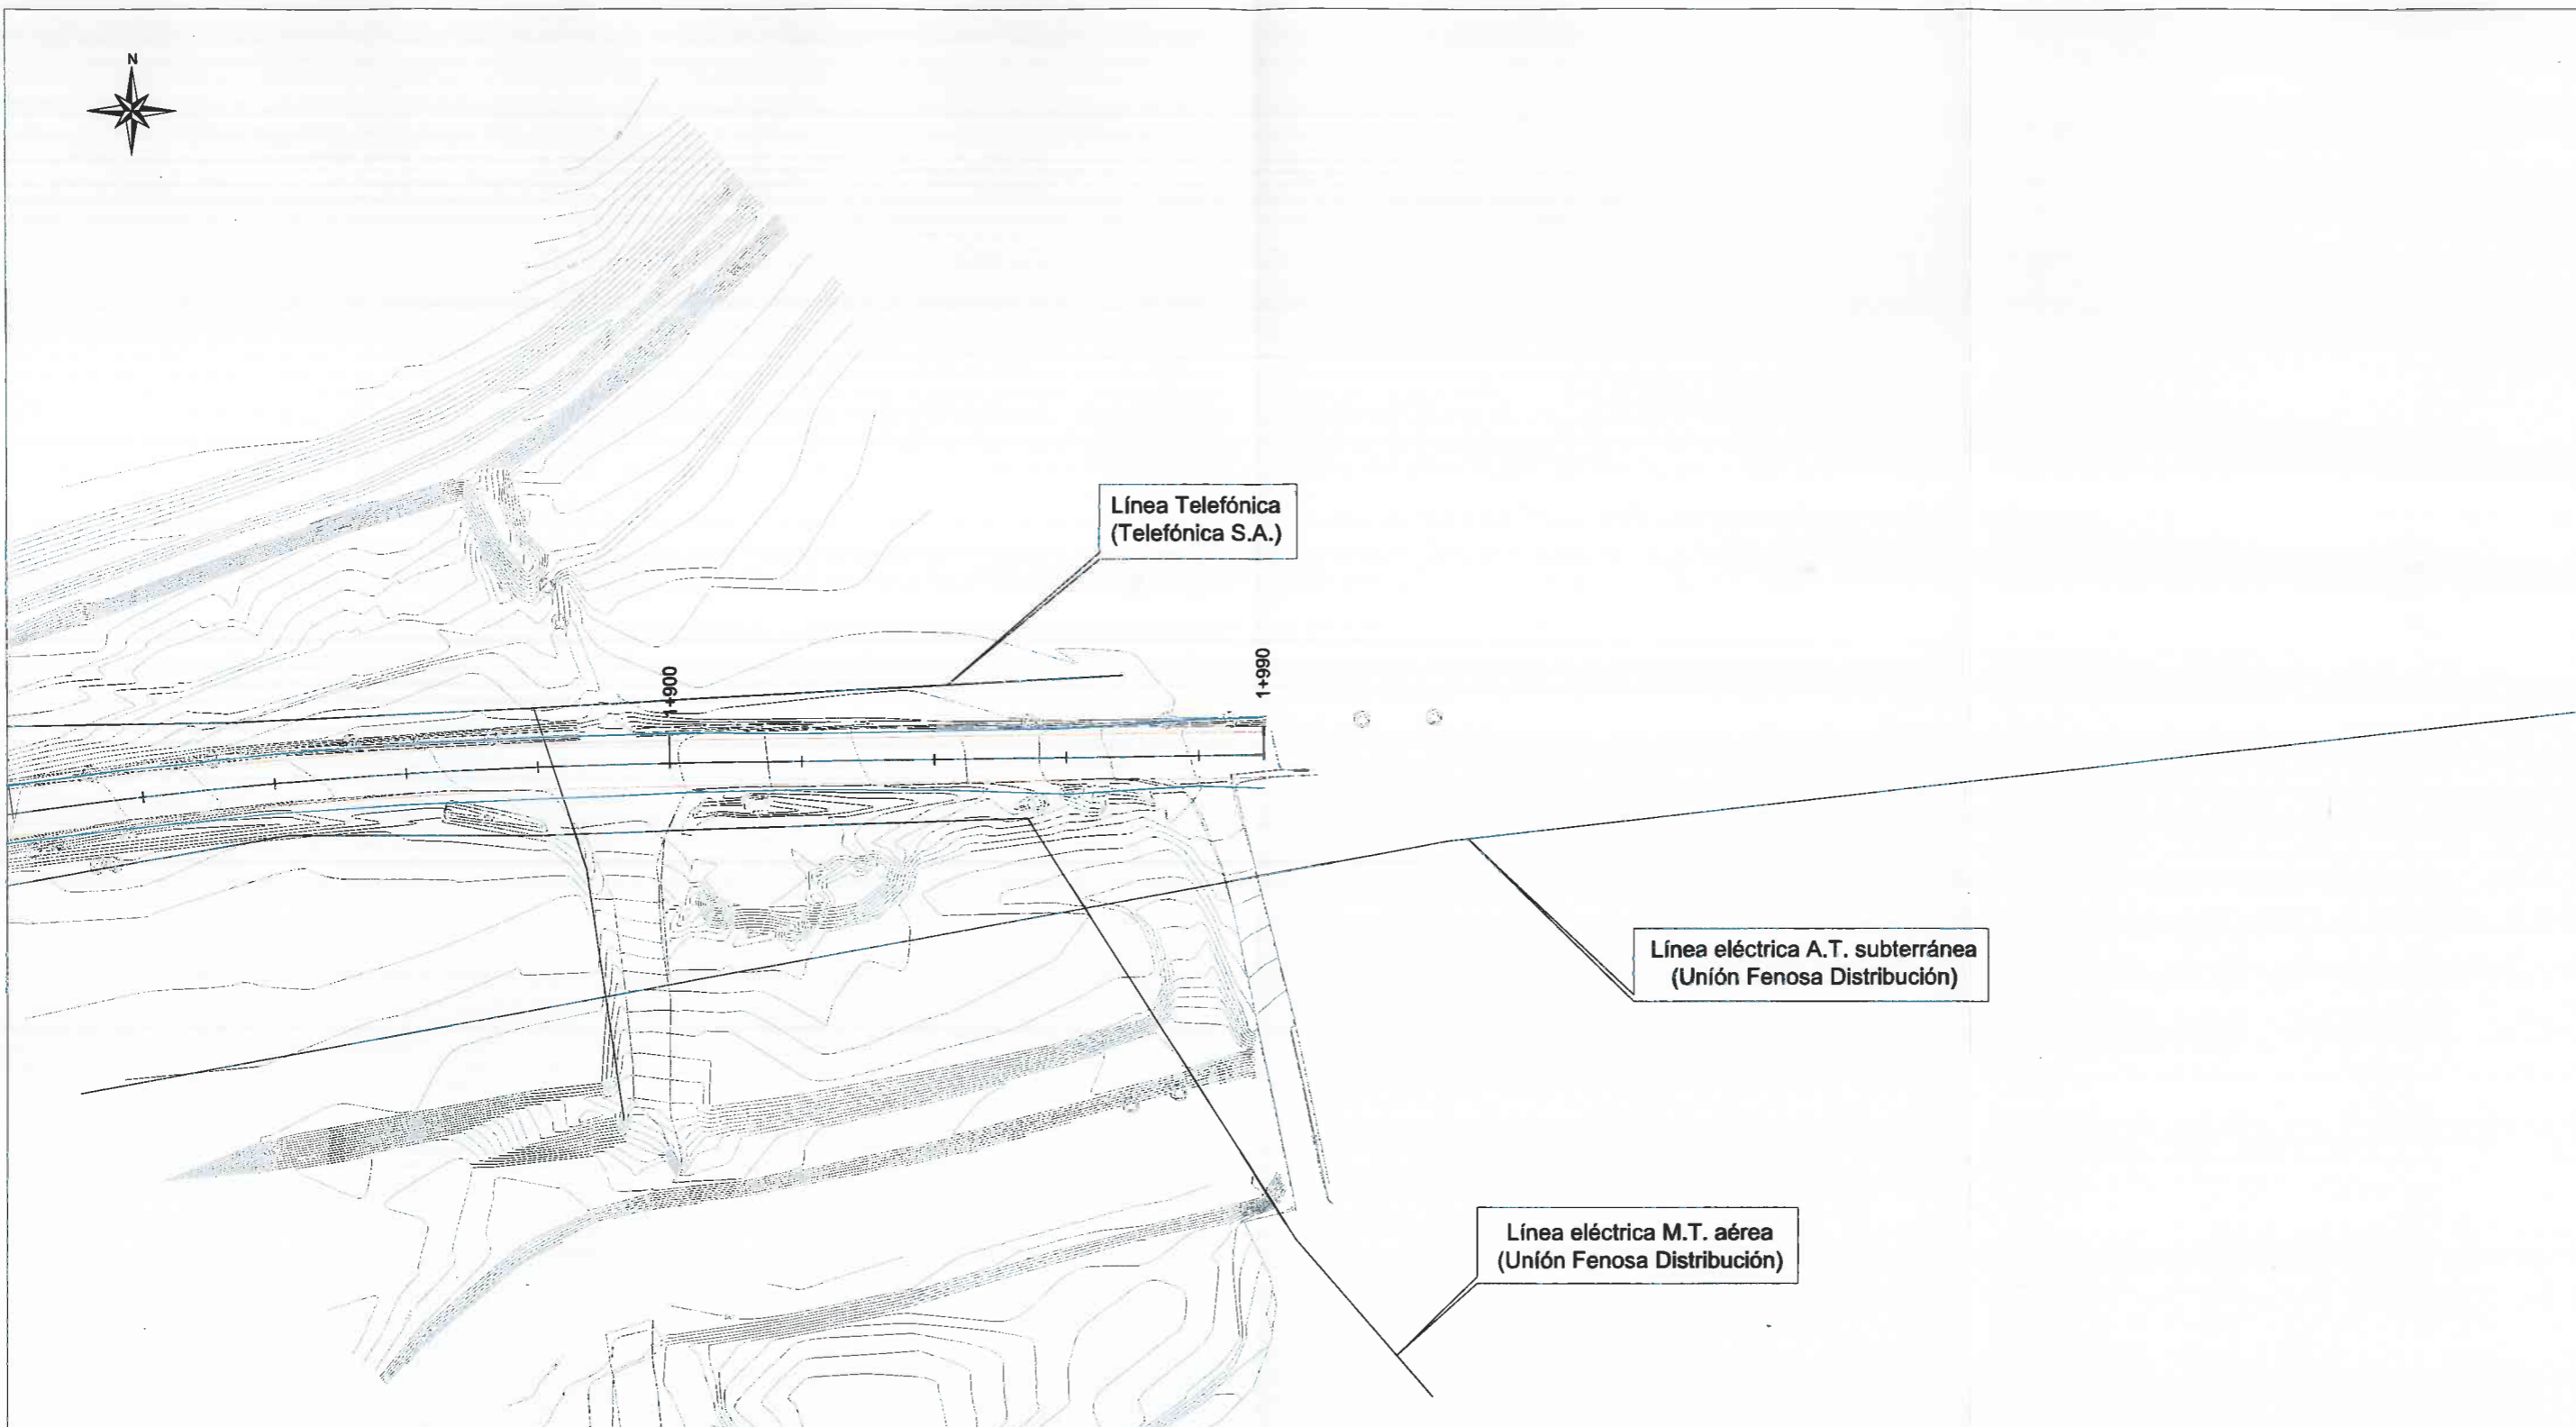 N
Línea Telefónica
(Telefónica S.A.)
1+900
1+990
Línea eléctrica A.T. subterránea
(Unión Fenosa Distribución)
Línea eléctrica M.T. aérea
(Unión Fenosa Distribución)